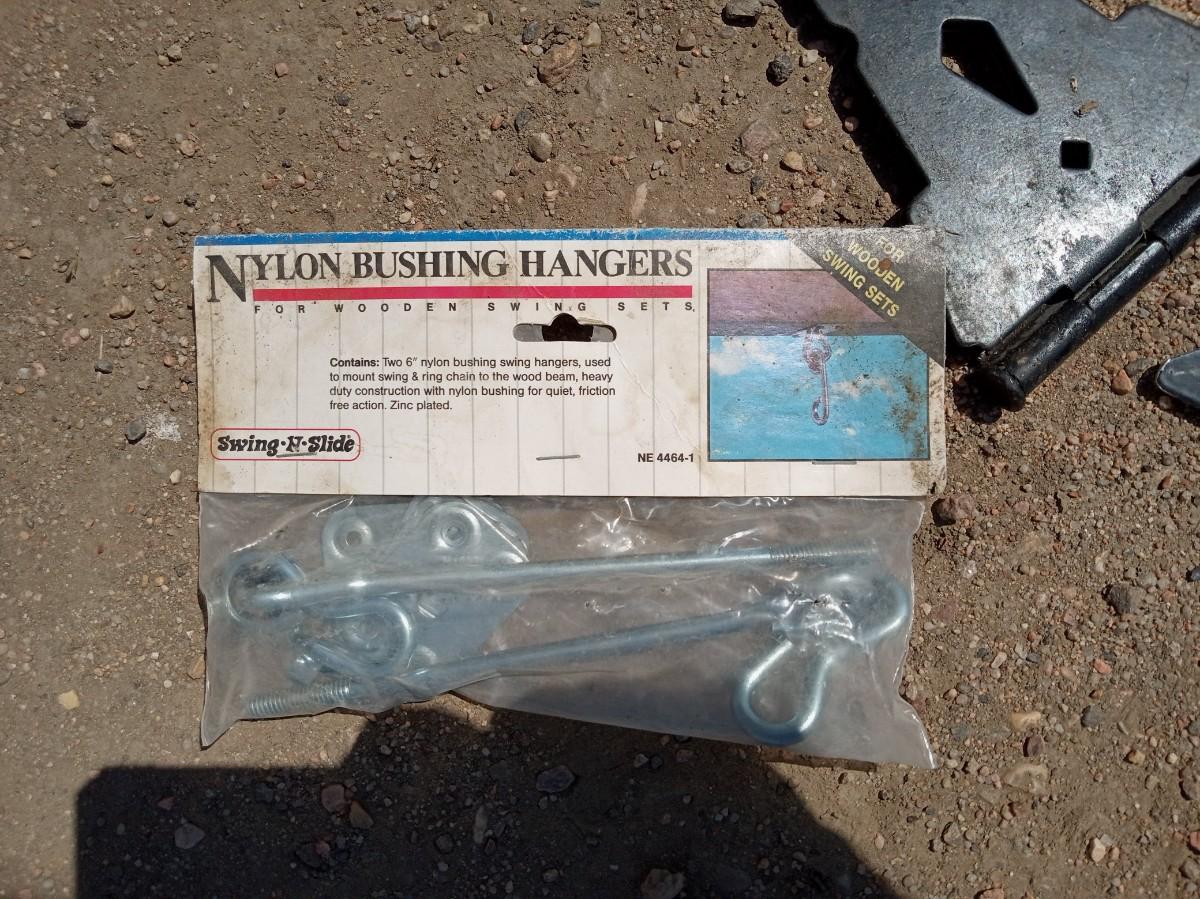 NYLON BUSHING HANGERS
FOR WOODEN SWING SETS.
FOR
WOODEN
SWING SETS
Contains: Two 6" nylon bushing swing hangers, used
to mount swing & ring chain to the wood beam, heavy
duty construction with nylon bushing for quiet, friction
free action. Zinc plated.
Swing·N·Slide
NE 4464-1